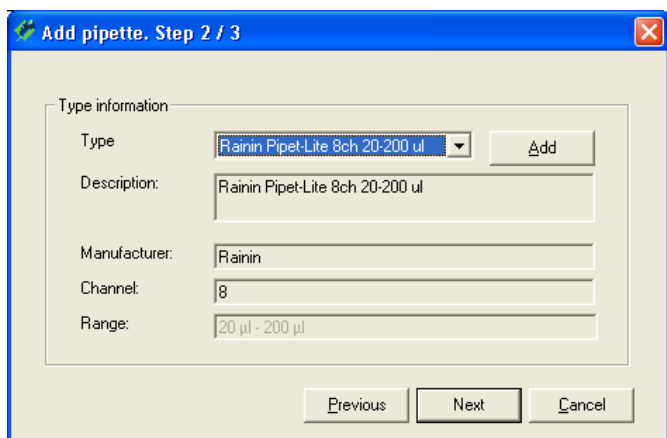 Add pipette. Step 2 / 3
Type information
Type
Rainin Pipet-Lite 8ch 20-200 ul
Add
Description:
Rainin Pipet-Lite 8ch 20-200 ul
Manufacturer:
Rainin
Channel:
8
Range:
20 µl - 200 µl
Previous
Next
Cancel